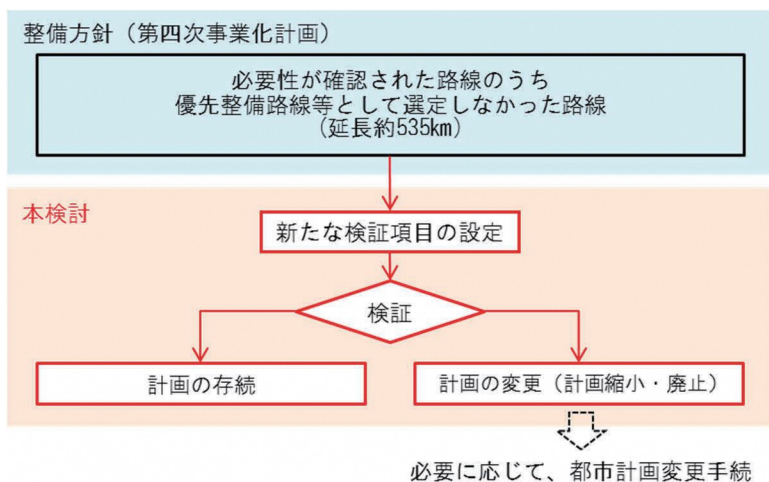 整備方針（第四次事業化計画）
必要性が確認された路線のうち
優先整備路線等として選定しなかった路線
（延長約535㎞）
本検討
新たな検証項目の設定
検証
計画の存続
計画の変更（計画縮小・廃止）
必要に応じて、都市計画変更手続